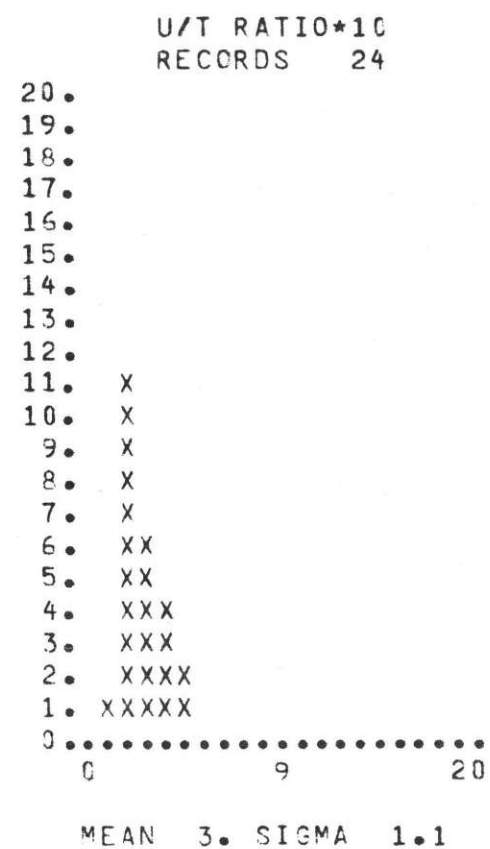 U/T RATIO*10
RECORDS 24
20.
19.
18.
17.
16.
15.
14.
13.
12.
11. X
10. X
9. X
8. X
7. X
6. XX
5. XX
4. XXX
3. XXX
2. XXXX
1. XXXXX
0......................
0 9 20
MEAN 3. SIGMA 1.1